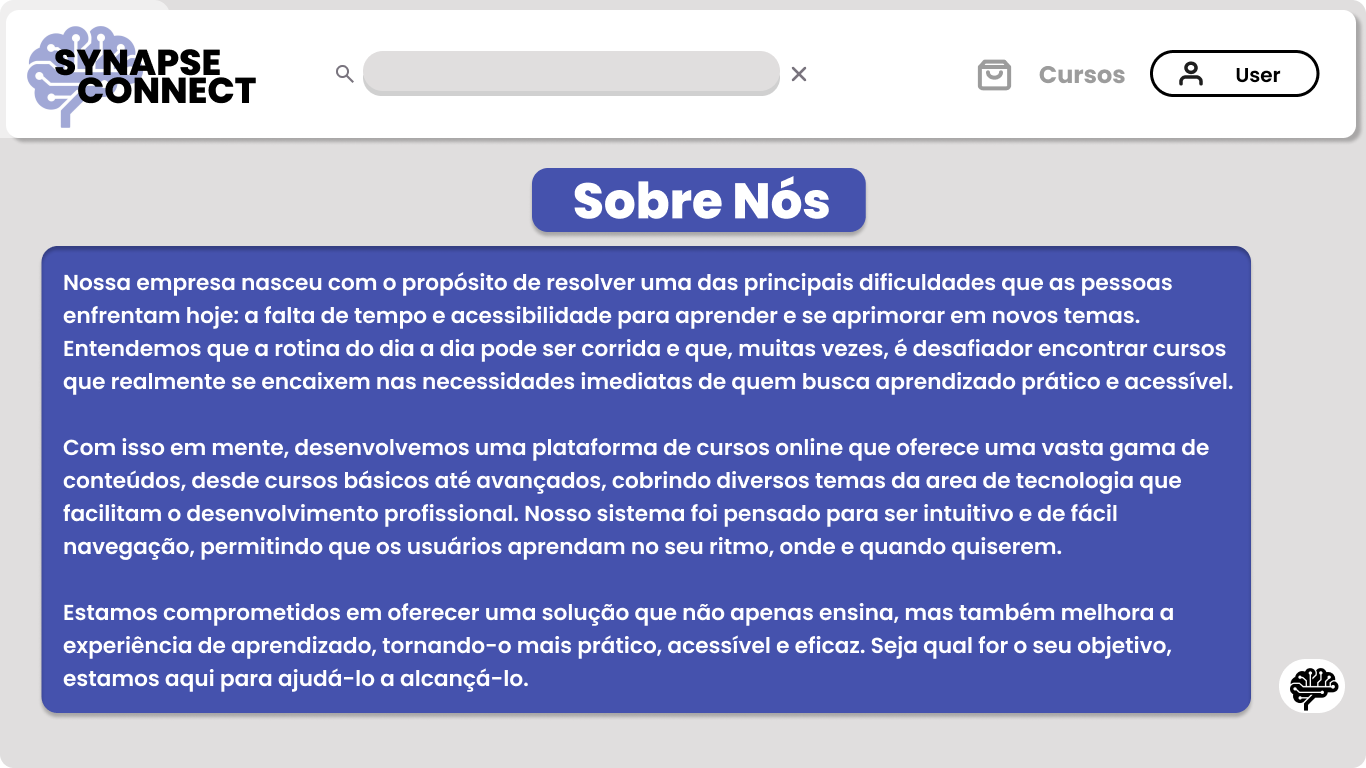 SYNAPSE
CONNECT
Cursos
User
Sobre Nós
Nossa empresa nasceu com o propósito de resolver uma das principais dificuldades que as pessoas
enfrentam hoje: a falta de tempo e acessibilidade para aprender e se aprimorar em novos temas.
Entendemos que a rotina do dia a dia pode ser corrida e que, muitas vezes, é desafiador encontrar cursos
que realmente se encaixem nas necessidades imediatas de quem busca aprendizado prático e acessível.
Com isso em mente, desenvolvemos uma plataforma de cursos online que oferece uma vasta gama de
conteúdos, desde cursos básicos até avançados, cobrindo diversos temas da area de tecnologia que
facilitam o desenvolvimento profissional. Nosso sistema foi pensado para ser intuitivo e de fácil
navegação, permitindo que os usuários aprendam no seu ritmo, onde e quando quiserem.
Estamos comprometidos em oferecer uma solução que não apenas ensina, mas também melhora a
experiência de aprendizado, tornando-o mais prático, acessível e eficaz. Seja qual for o seu objetivo,
estamos aqui para ajudá-lo a alcançá-lo.